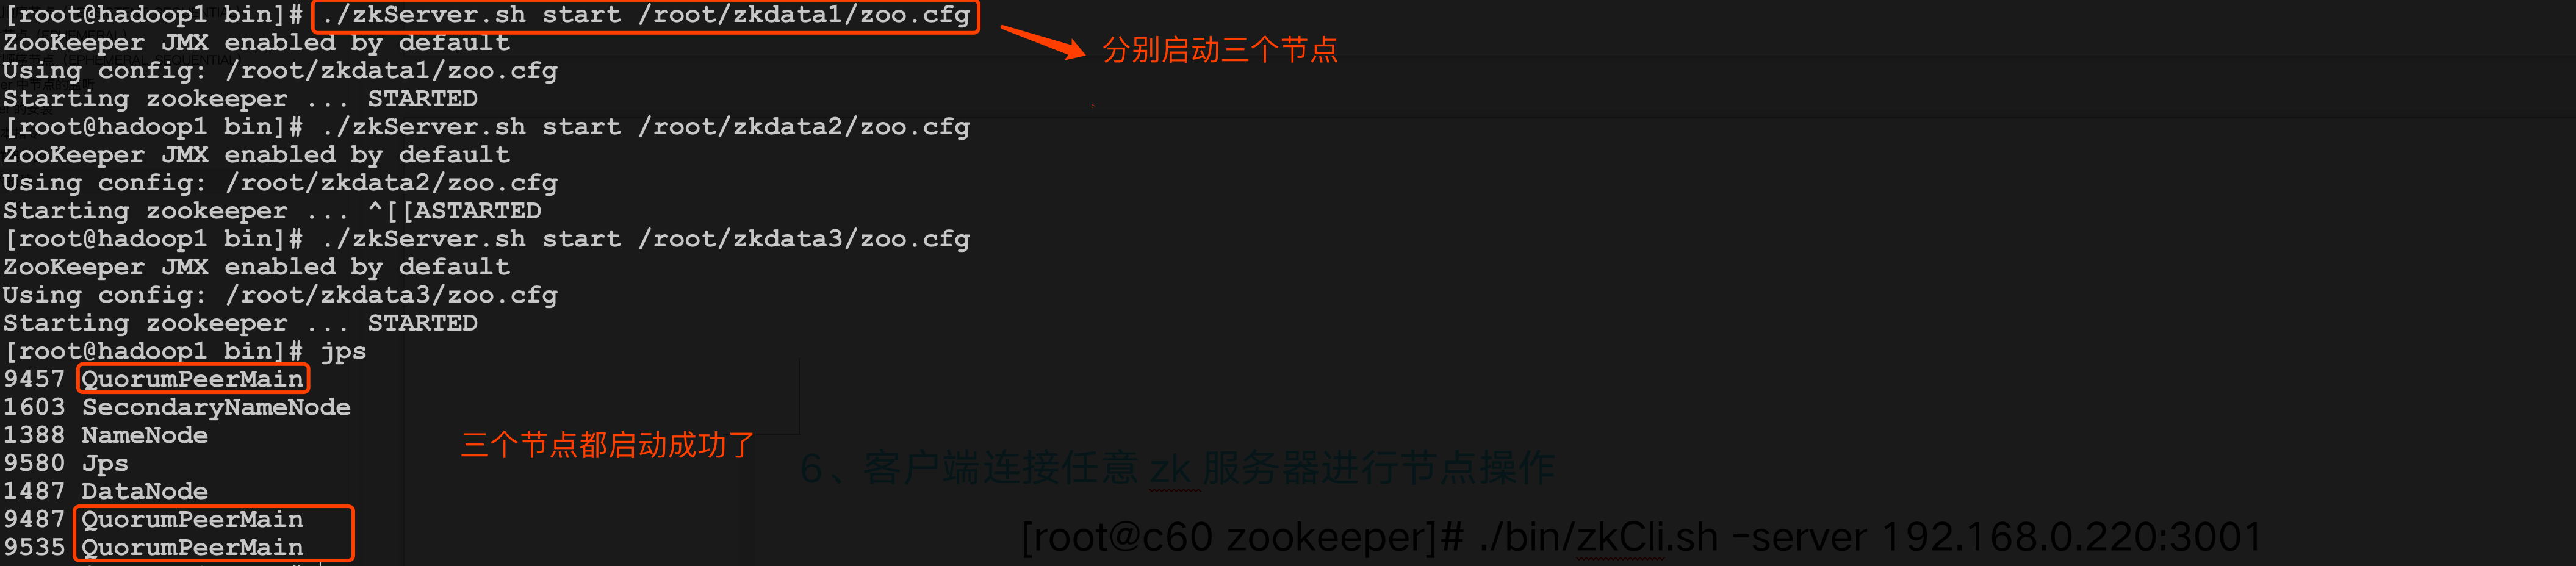 [root@hadoop1 bin]# ./zkServer.sh start /root/zkdata1/zoo.cfg
分别启动三个节点
ZooKeeper JMX enabled by default
Using config: /root/zkdata1/zoo.cfg
Starting zookeeper ... STARTED
[root@hadoop1 bin]# ./zkServer.sh start /root/zkdata2/zoo.cfg
ZooKeeper JMX enabled by default
Using config: /root/zkdata2/zoo.cfg
Starting zookeeper ... ^[[ASTARTED
[root@hadoop1 bin]# ./zkServer.sh start /root/zkdata3/zoo.cfg
ZooKeeper JMX enabled by default
Using config: /root/zkdata3/zoo.cfg
Starting zookeeper ... STARTED
[root@hadoop1 bin]# jps
9457 QuorumPeerMain
1603 SecondaryNameNode
1388 NameNode
三个节点都启动成功了
9580 Jps
6、客户端连接任意 zk 服务器进行节点操作
1487 DataNode
9487 QuorumPeerMain
9535 QuorumPeerMain
[root@c60 zookeeper]# ./bin/zkCli.sh -server 192.168.0.220:3001